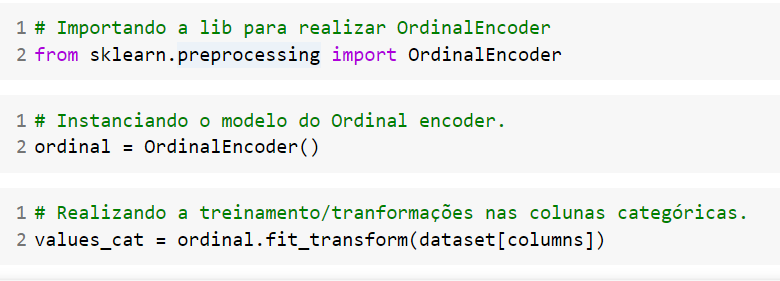 1 # Importando a lib para realizar OrdinalEncoder
2 from sklearn.preprocessing import OrdinalEncoder
1 # Instanciando o modelo do Ordinal encoder.
2 ordinal = OrdinalEncoder()
1 # Realizando a treinamento/tranformações nas colunas categóricas.
2 values_cat = ordinal.fit_transform(dataset[columns])